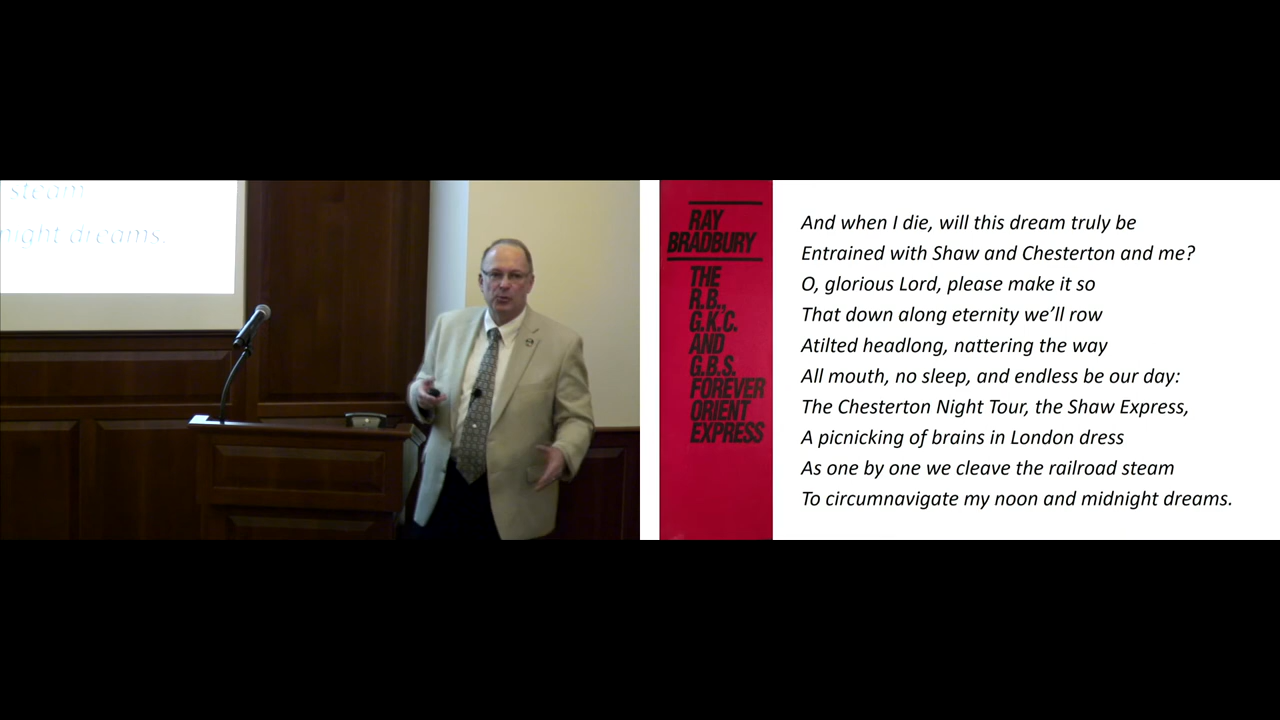 steam
night dreams.
RAY
BRADBURY
THE
R.B.,
G.K.C.
AND
G.B.S.
FOREVER
ORIENT
EXPRESS
And when I die, will this dream truly be
Entrained with Shaw and Chesterton and me?
O, glorious Lord, please make it so
That down along eternity we’ll row
Atilted headlong, nattering the way
All mouth, no sleep, and endless be our day:
The Chesterton Night Tour, the Shaw Express,
A picnicking of brains in London dress
As one by one we cleave the railroad steam
To circumnavigate my noon and midnight dreams.